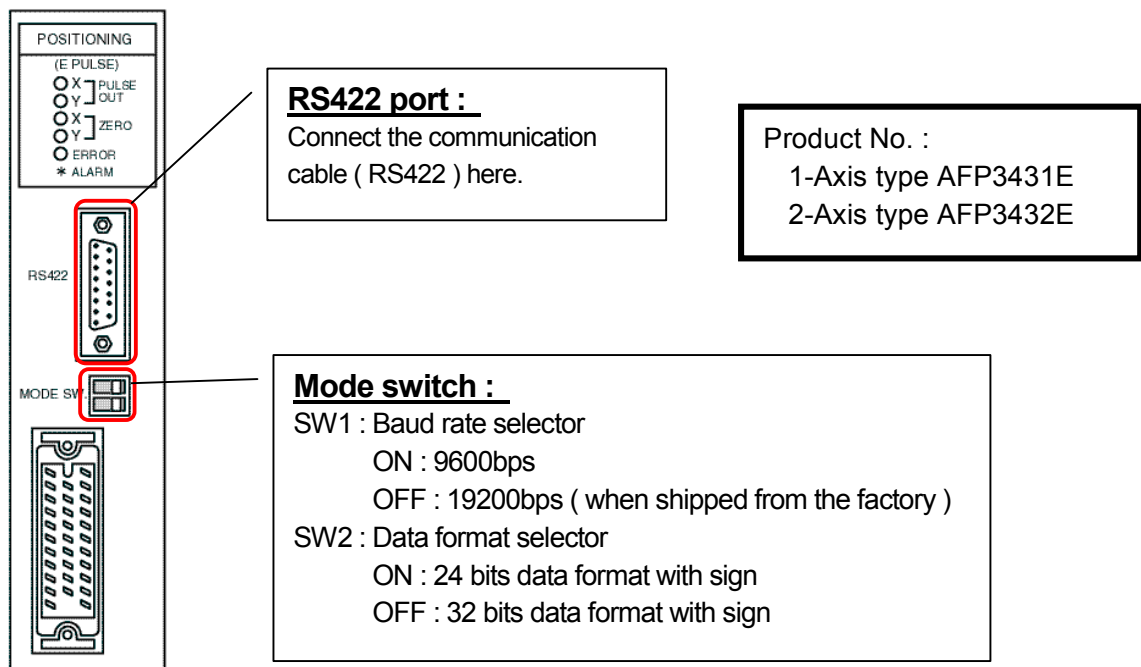 POSITIONING
(E PULSE)
X
Y
PULSE
OUT
X
Y
ZERO
ERROR
* ALARM
RS422
MODE SW.
RS422 port :
Connect the communication
cable ( RS422 ) here.
Product No. :
1-Axis type AFP3431E
2-Axis type AFP3432E
Mode switch :
SW1 : Baud rate selector
ON : 9600bps
OFF : 19200bps ( when shipped from the factory )
SW2 : Data format selector
ON : 24 bits data format with sign
OFF : 32 bits data format with sign